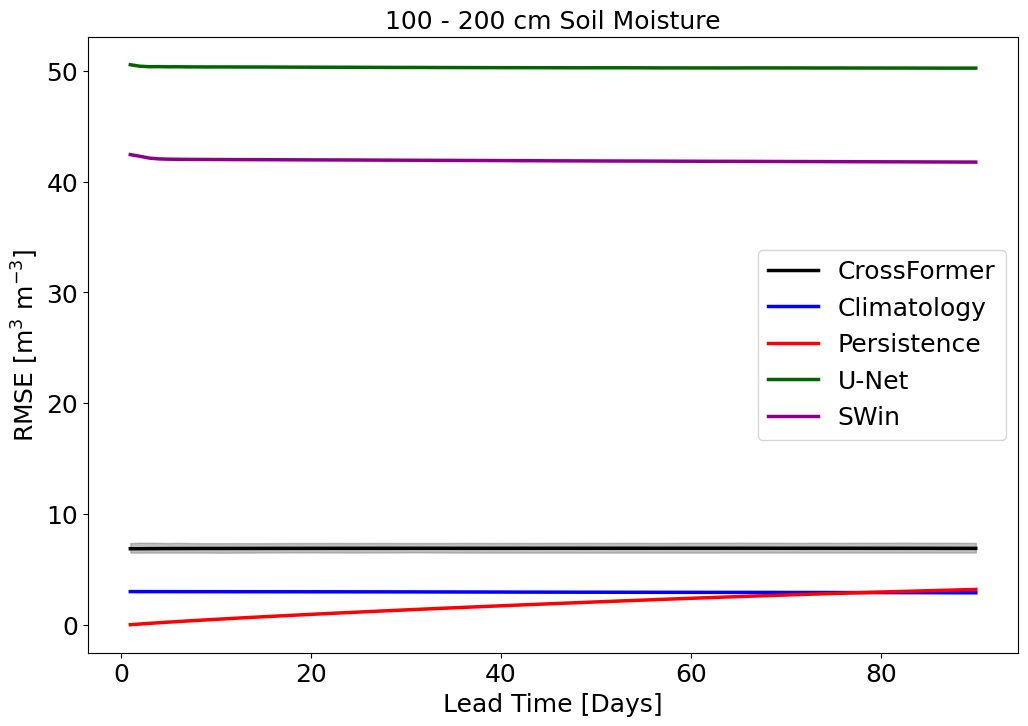 100 - 200 cm Soil Moisture
RMSE [m³ m⁻³]
50
40
30
20
10
0
CrossFormer
Climatology
Persistence
U-Net
SWin
0 20 40 60 80
Lead Time [Days]